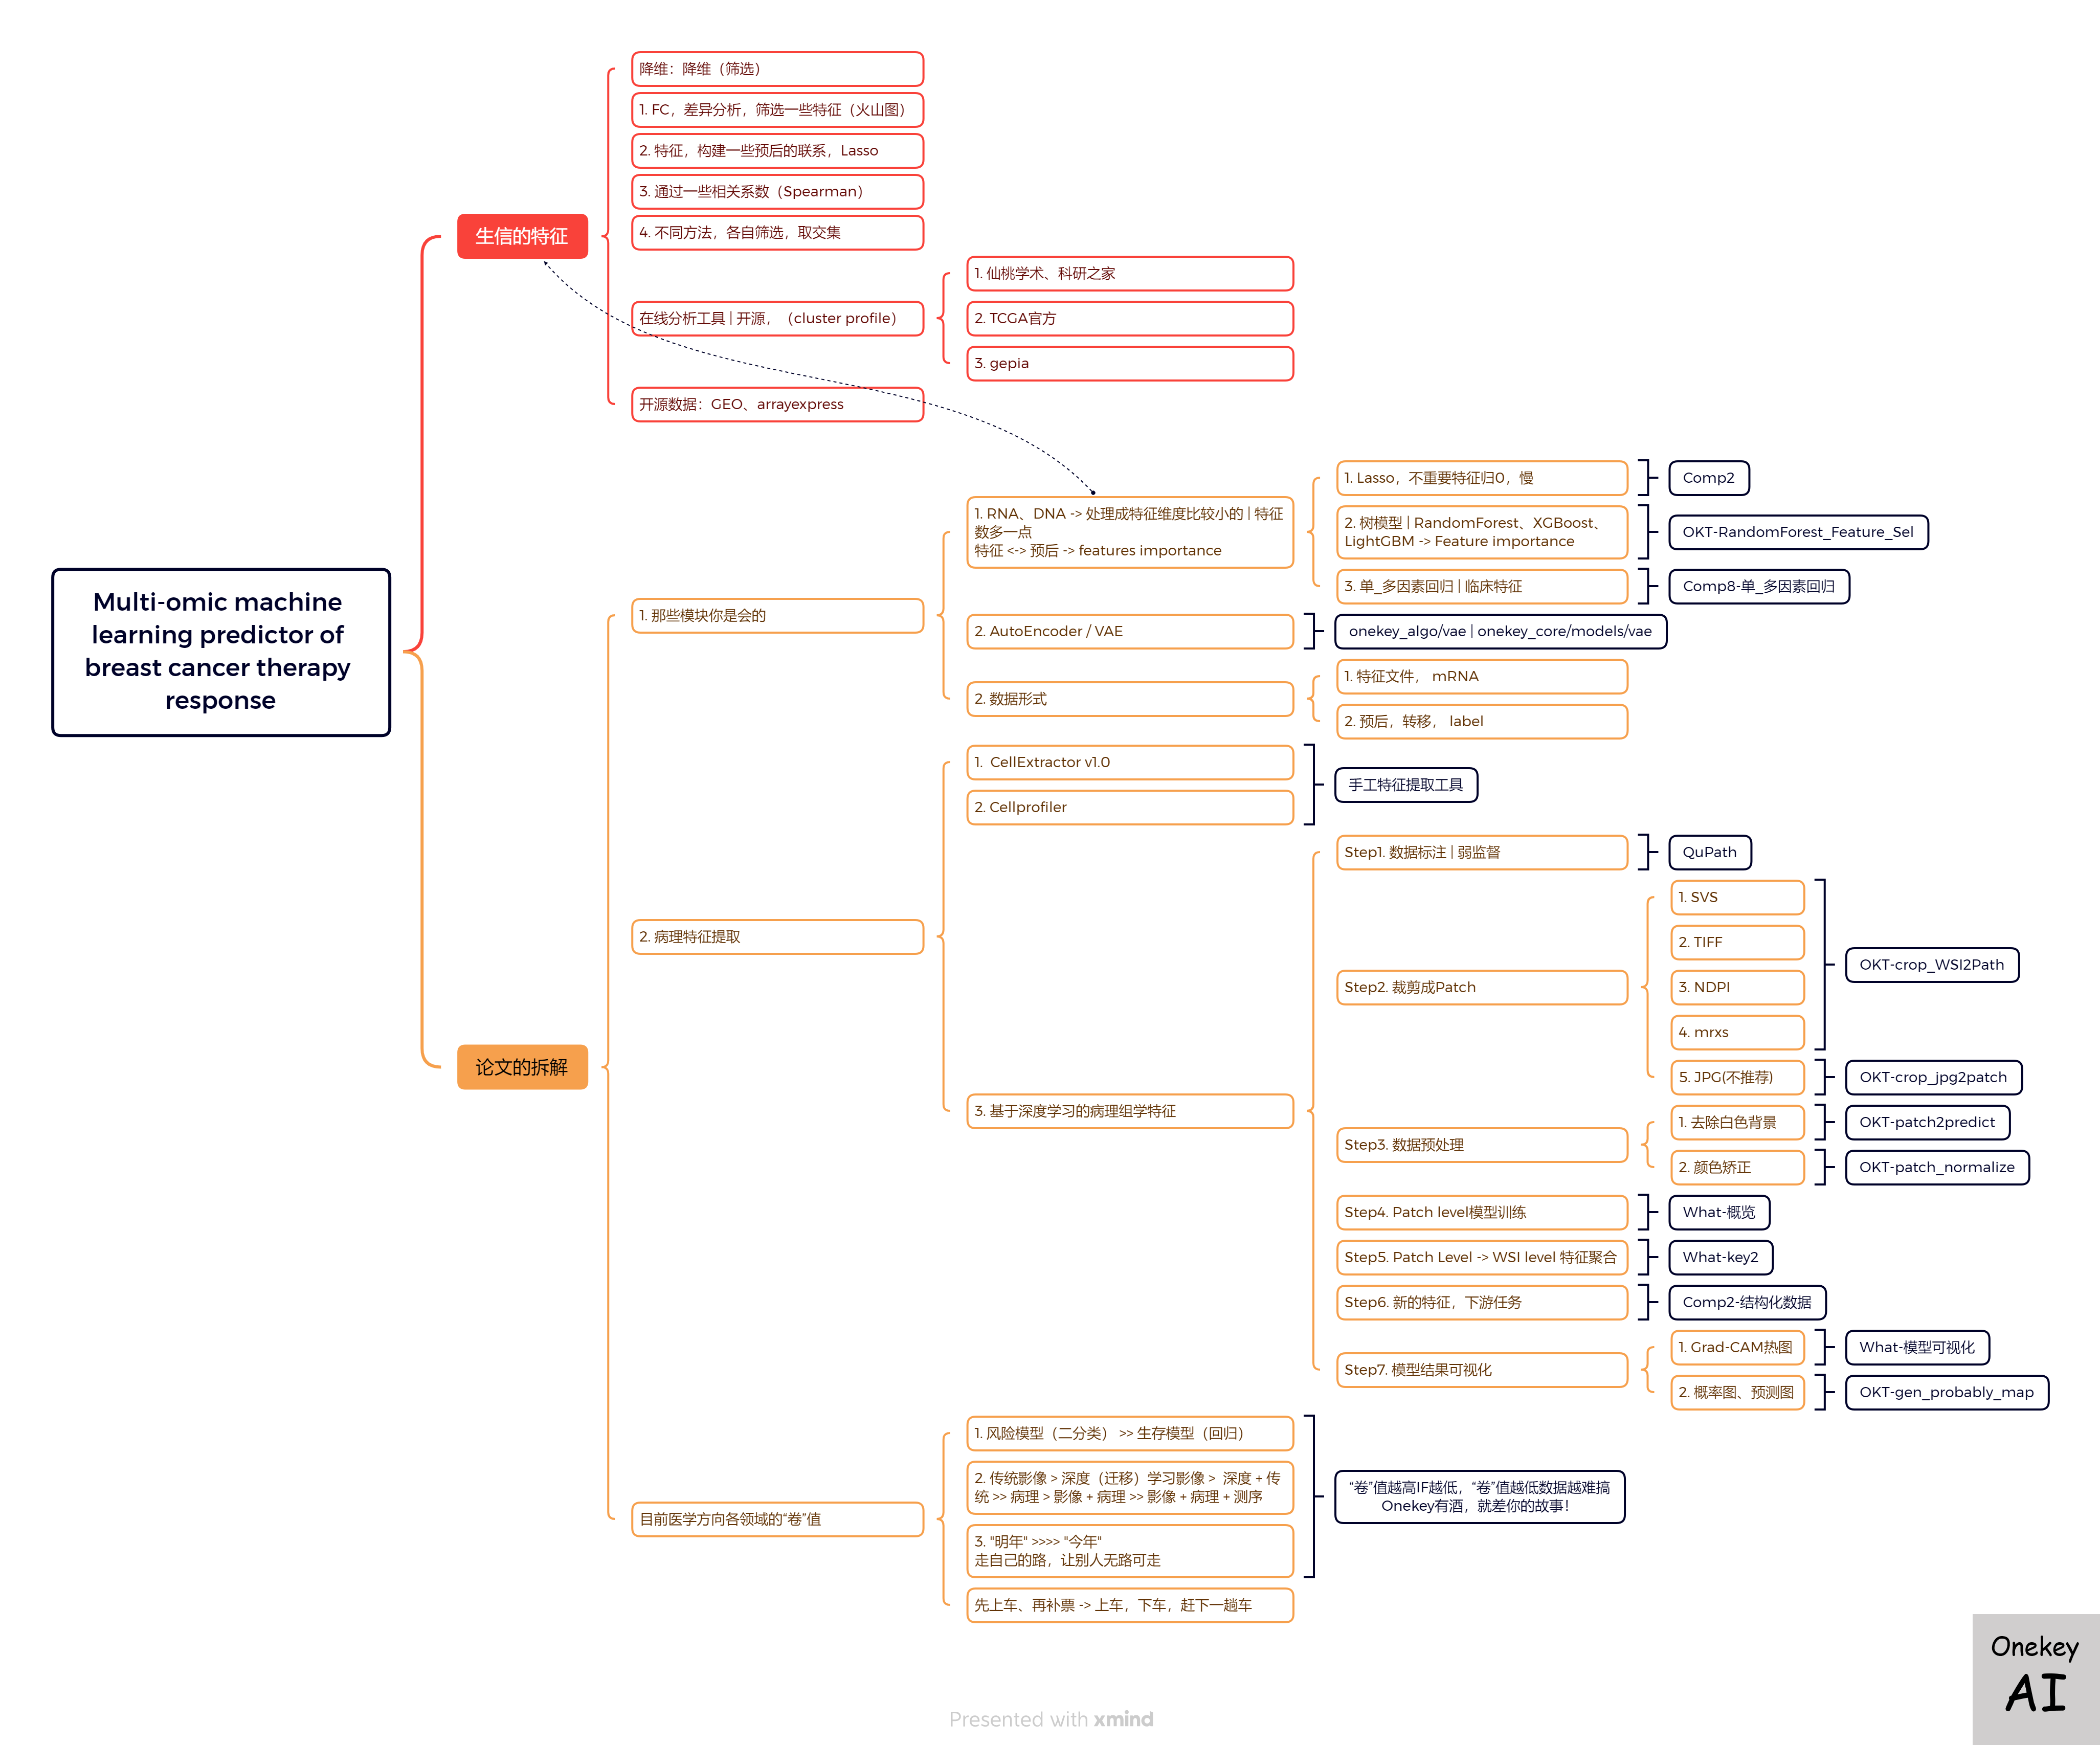 Multi-omic machine
learning predictor of
breast cancer therapy
response
生信的特征
降维：降维（筛选）
1. FC，差异分析，筛选一些特征（火山图）
2. 特征，构建一些预后的联系，Lasso
3. 通过一些相关系数（Spearman）
4. 不同方法，各自筛选，取交集
在线分析工具 | 开源，（cluster profile）
1. 仙桃学术、科研之家
2. TCGA官方
3. gepia
开源数据：GEO、arrayexpress
论文的拆解
1. 那些模块你是会的
1. RNA、DNA -> 处理成特征维度比较小的 | 特征
数多一点
特征 <-> 预后 -> features importance
1. Lasso，不重要特征归0，慢
Comp2
2. 树模型 | RandomForest、XGBoost、
LightGBM -> Feature importance
OKT-RandomForest_Feature_Sel
3. 单_多因素回归 | 临床特征
Comp8-单_多因素回归
2. AutoEncoder / VAE
onekey_algo/vae | onekey_core/models/vae
2. 数据形式
1. 特征文件， mRNA
2. 预后，转移， label
2. 病理特征提取
1. CellExtractor v1.0
2. Cellprofiler
手工特征提取工具
3. 基于深度学习的病理组学特征
Step1. 数据标注 | 弱监督
QuPath
Step2. 裁剪成Patch
1. SVS
2. TIFF
3. NDPI
4. mrxs
OKT-crop_WSI2Path
5. JPG(不推荐)
OKT-crop_jpg2patch
Step3. 数据预处理
1. 去除白色背景
OKT-patch2predict
2. 颜色矫正
OKT-patch_normalize
Step4. Patch level模型训练
What-概览
Step5. Patch Level -> WSI level 特征聚合
What-key2
Step6. 新的特征，下游任务
Comp2-结构化数据
Step7. 模型结果可视化
1. Grad-CAM热图
What-模型可视化
2. 概率图、预测图
OKT-gen_probably_map
目前医学方向各领域的“卷”值
1. 风险模型（二分类） >> 生存模型（回归）
2. 传统影像 > 深度（迁移）学习影像 > 深度 + 传
统 >> 病理 > 影像 + 病理 >> 影像 + 病理 + 测序
3. "明年" >>>> "今年"
走自己的路，让别人无路可走
“卷”值越高IF越低，“卷”值越低数据越难搞
Onekey有酒，就差你的故事！
先上车、再补票 -> 上车，下车，赶下一趟车
Onekey
AI
Presented with xmind